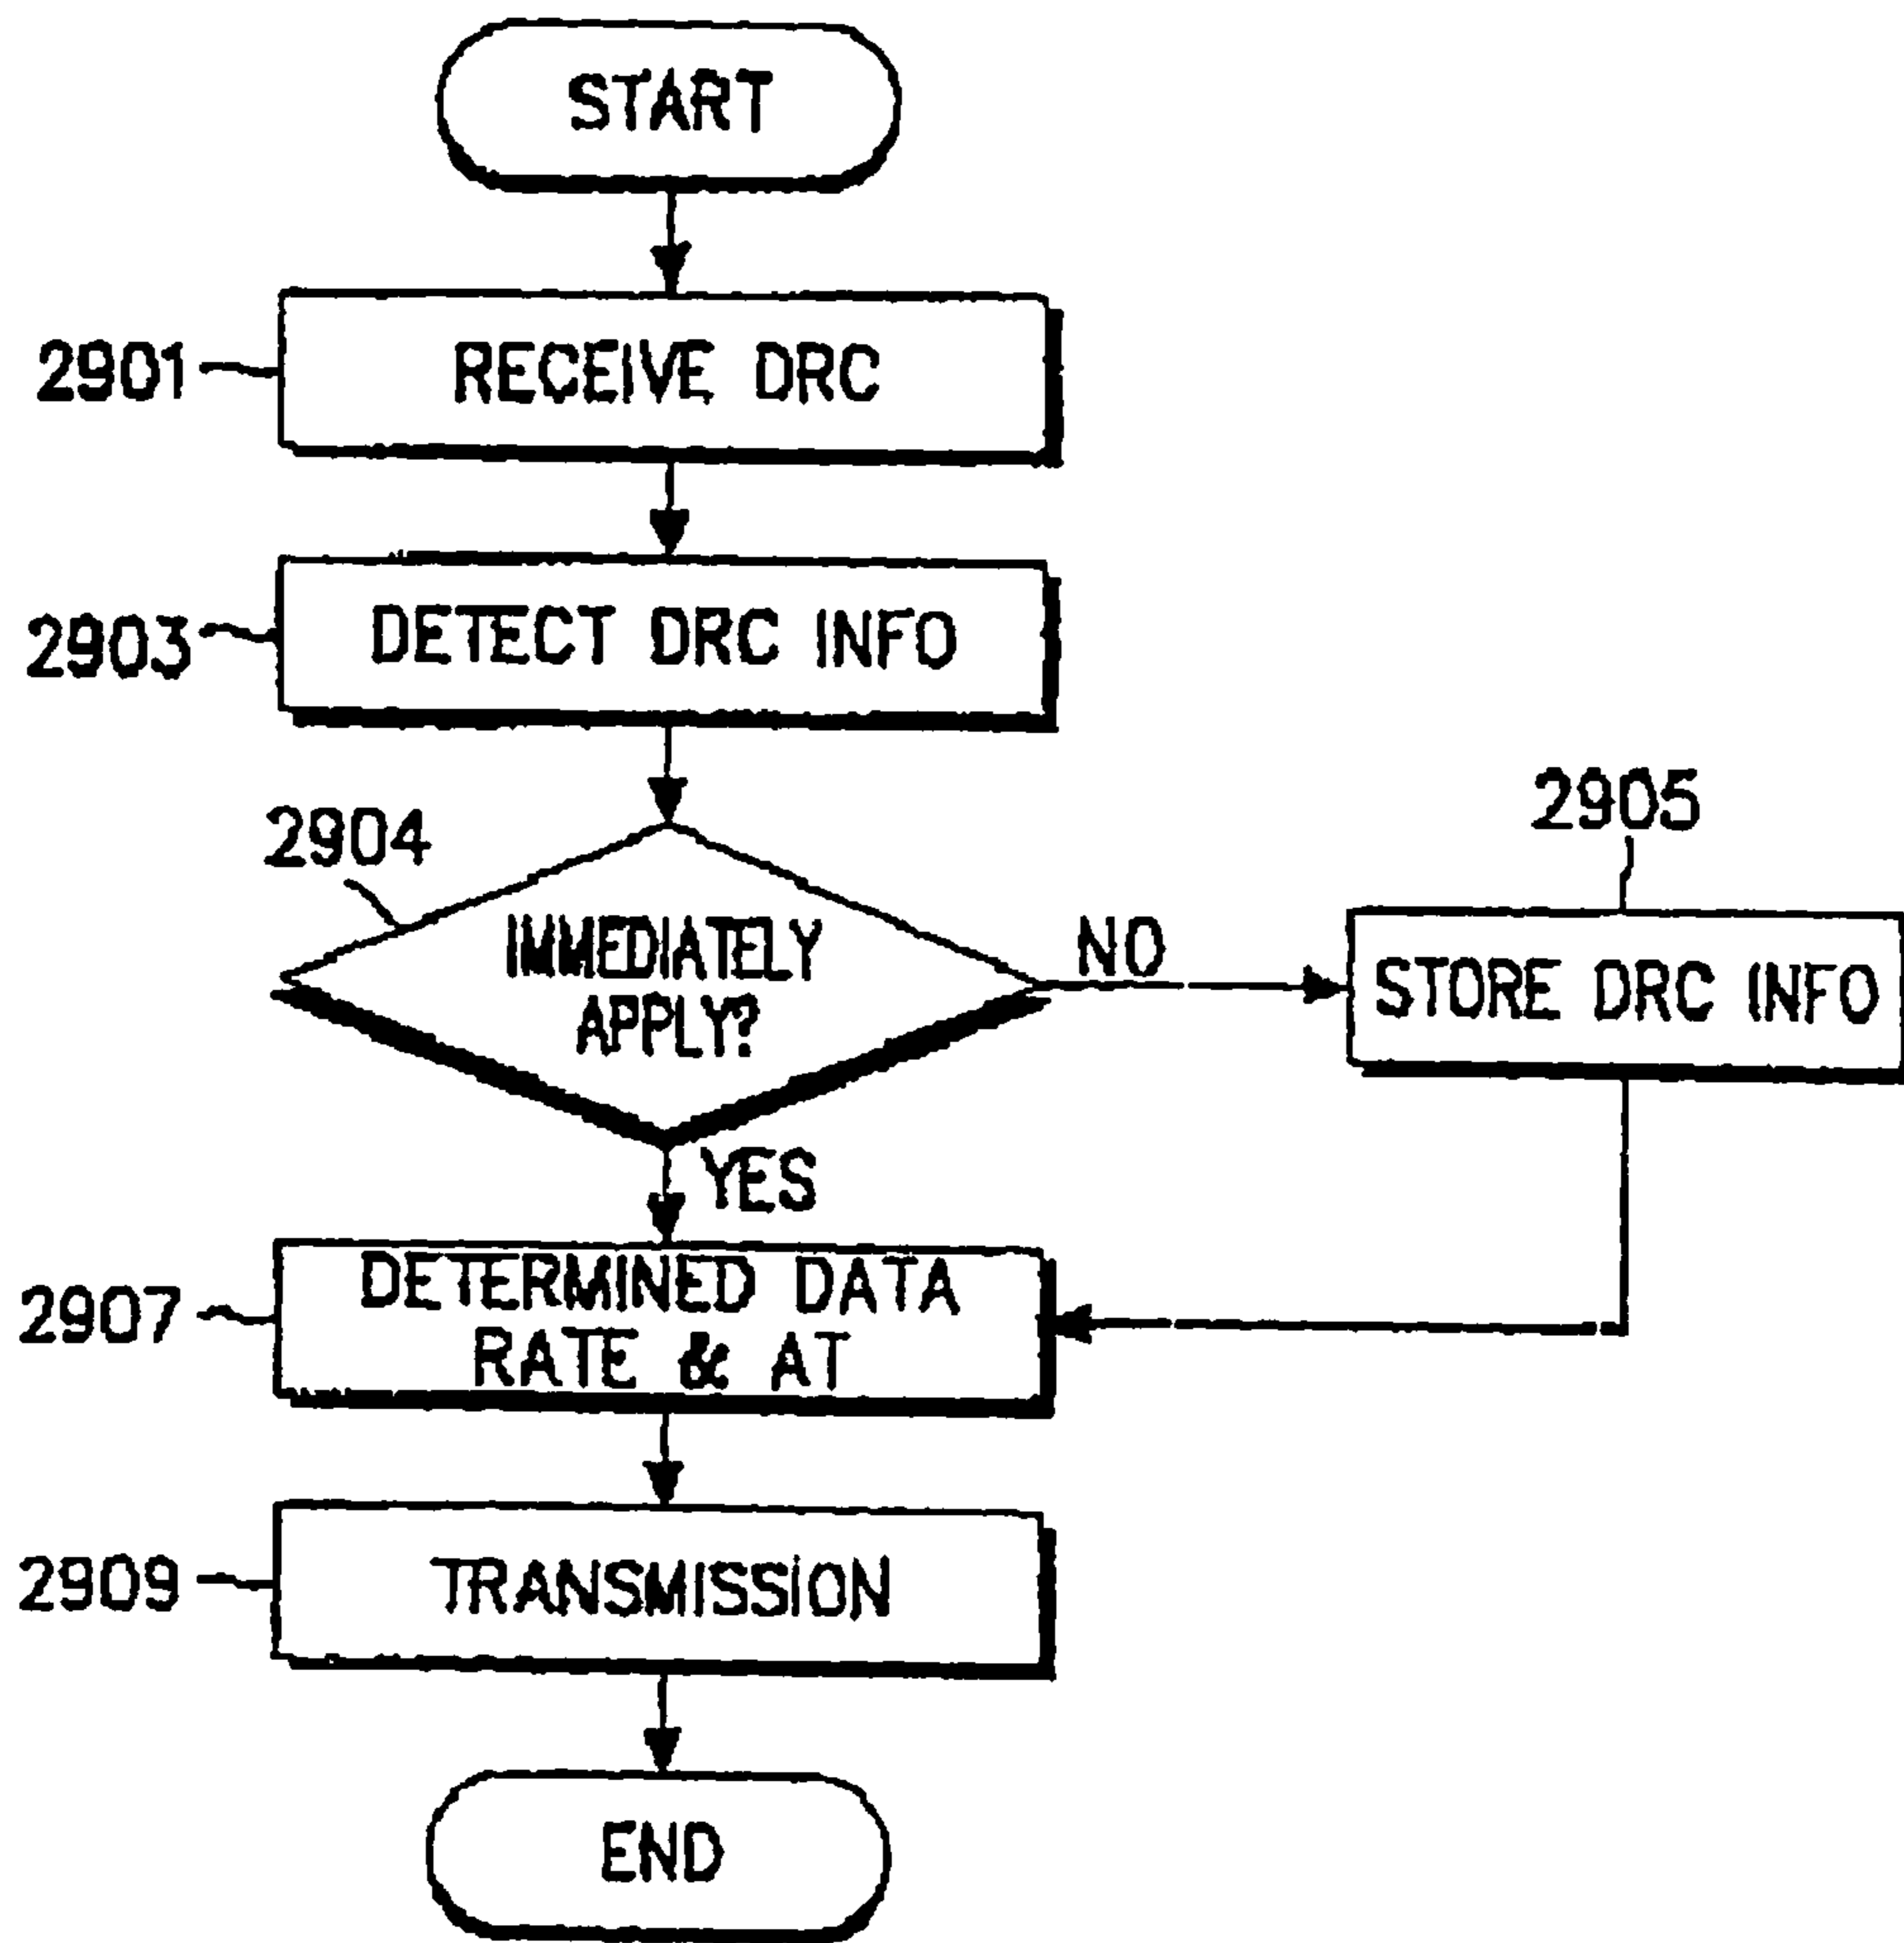 START
2901
RECEIVE DRC
2903
DETECT DRC INFO
2904
IMMEDIATELY
APPLY?
NO
2905
STORE DRC INFO
YES
2907
DETERMINED DATA
RATE & AT
2909
TRANSMISSION
END